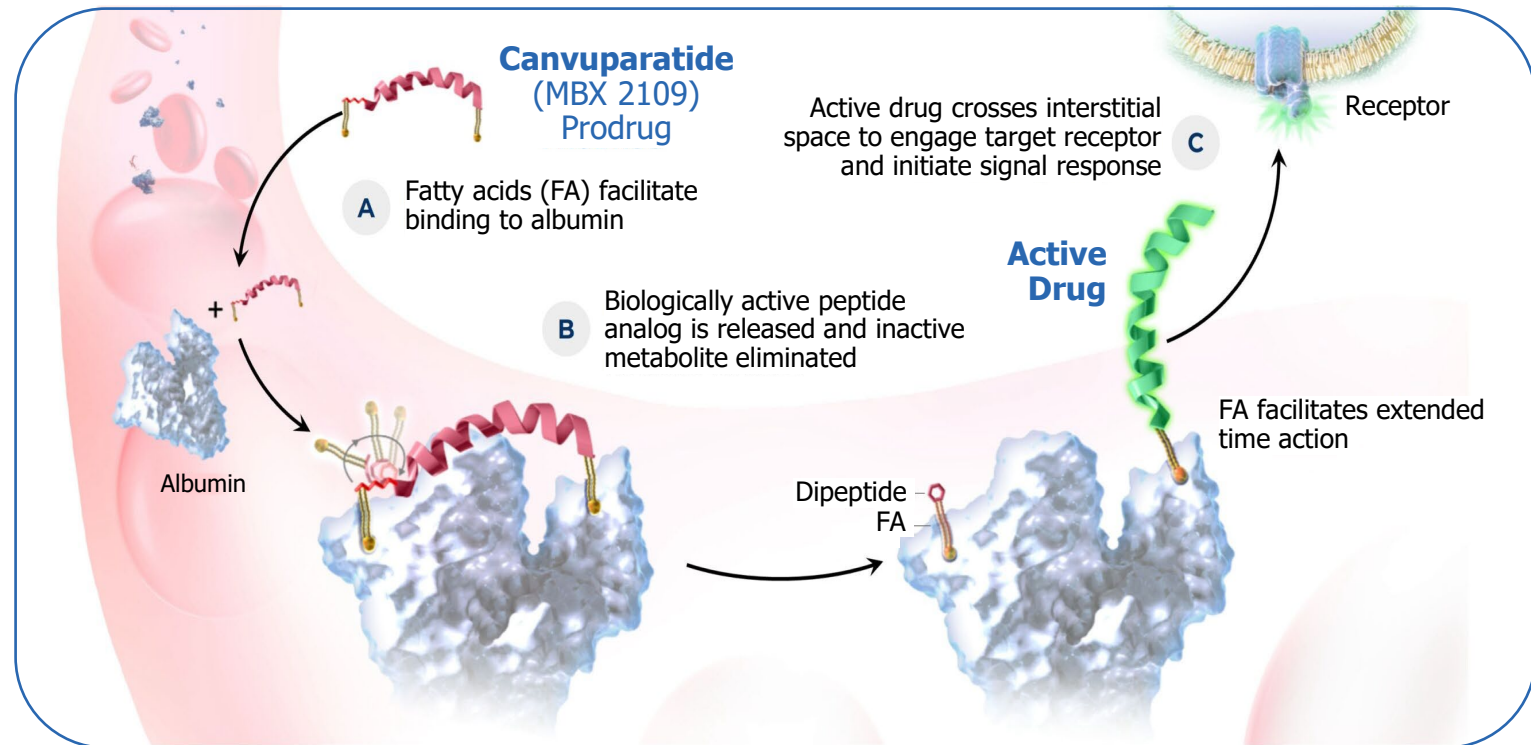 Canvuparatide
(MBX 2109)
Prodrug
A
Fatty acids (FA) facilitate
binding to albumin
+
Albumin
B
Biologically active peptide
analog is released and inactive
metabolite eliminated
Active drug crosses interstitial
space to engage target receptor
and initiate signal response
C
Receptor
Active
Drug
FA facilitates extended
time action
Dipeptide
FA